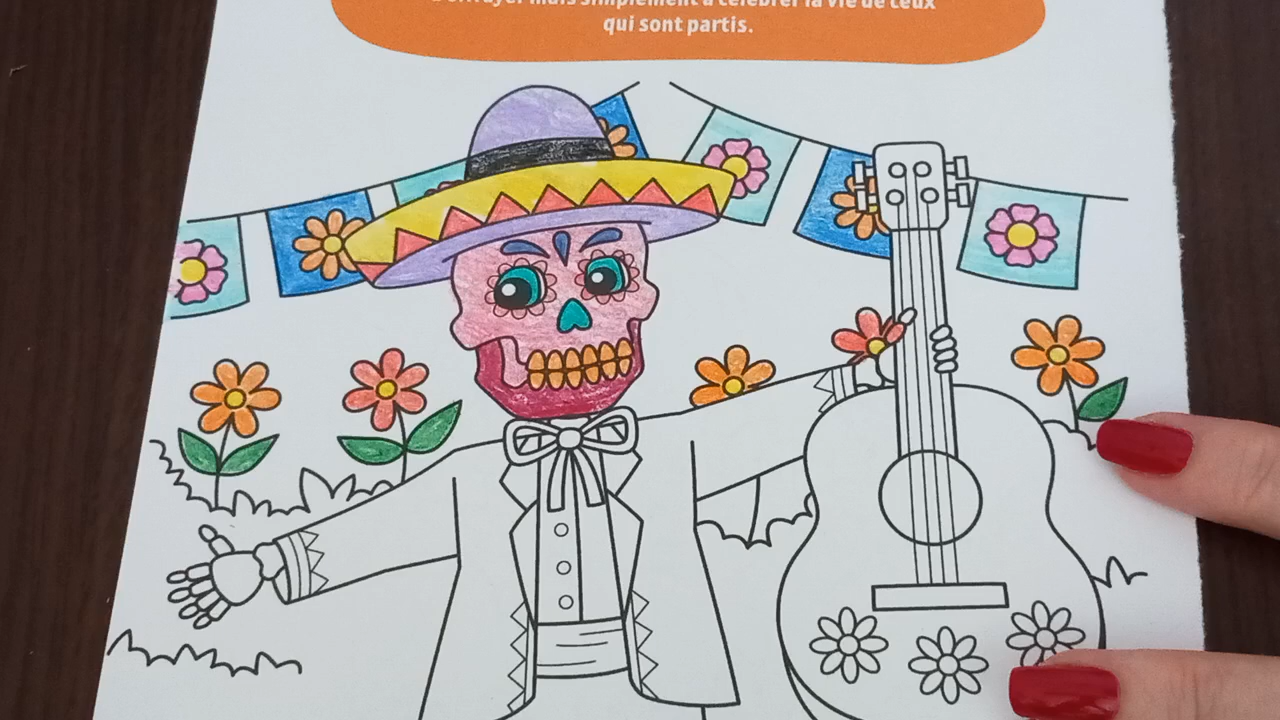 mais simplement à célébrer la vie de ceux
qui sont partis.